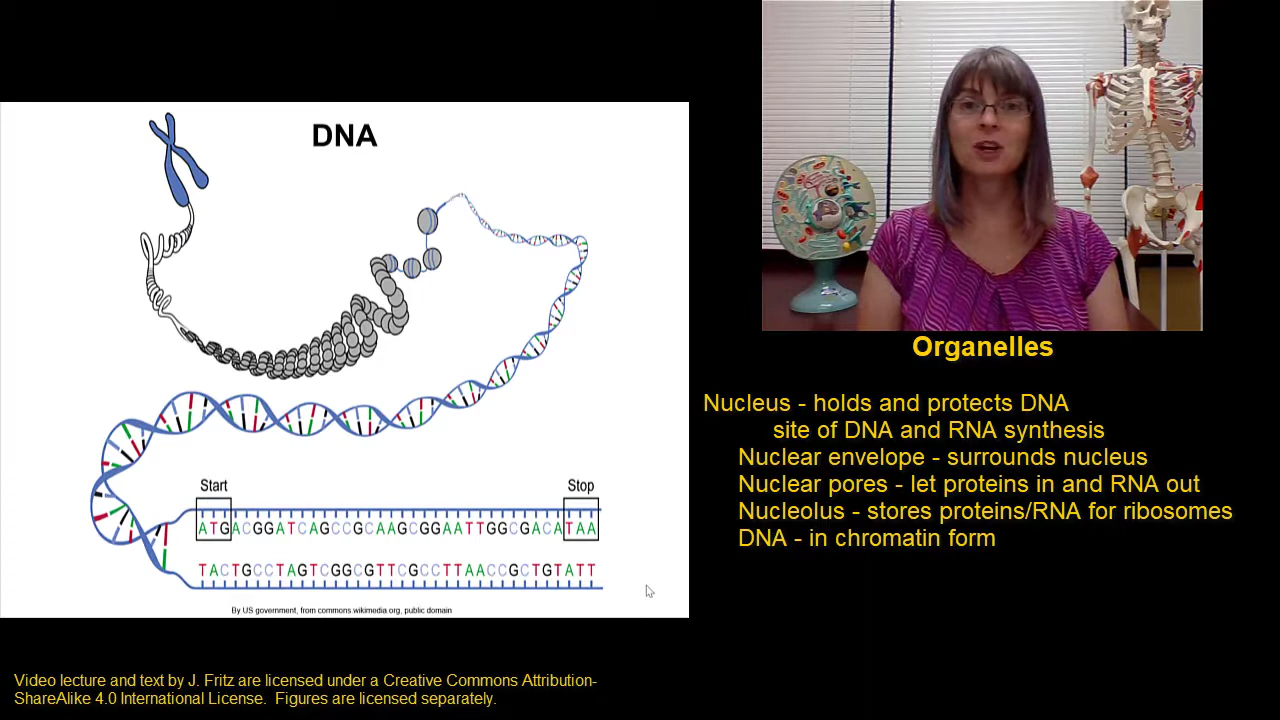 DNA
Start
Stop
ATGACGGATCAGCCGCAAGCGGAATTGGCGACATAA
TACTGCCTAGTCGGCGTTCGCCTTAACCGCTGTATT
By US government, from commons wikimedia org, public domain
Organelles
Nucleus - holds and protects DNA
site of DNA and RNA synthesis
Nuclear envelope - surrounds nucleus
Nuclear pores - let proteins in and RNA out
Nucleolus - stores proteins/RNA for ribosomes
DNA - in chromatin form
Video lecture and text by J. Fritz are licensed under a Creative Commons Attribution-
ShareAlike 4.0 International License.  Figures are licensed separately.